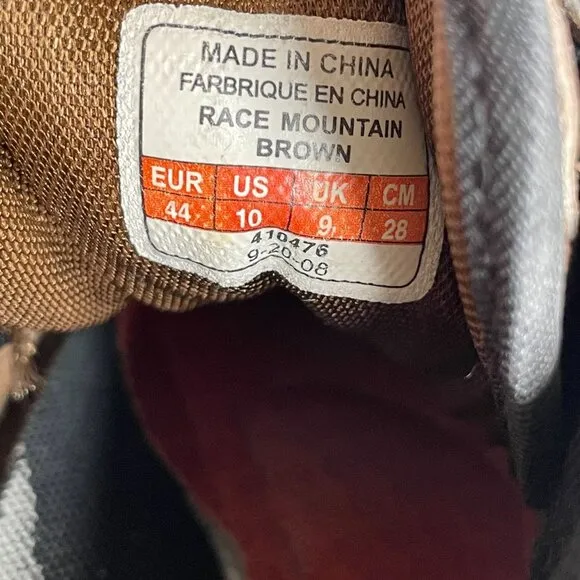 MADE IN CHINA
FARBRIQUE EN CHINA
RACE MOUNTAIN
BROWN
EUR US UK CM
44 10 9 28
410476
9-20-08